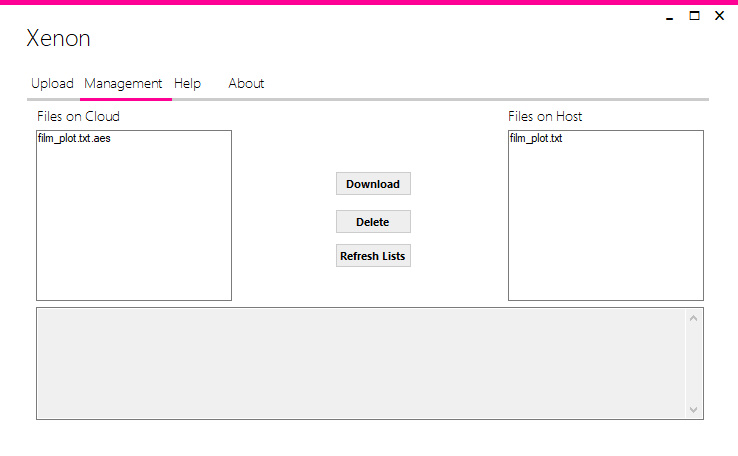 Xenon
Upload Management Help About
Files on Cloud
Files on Host
film_plot.txt.aes
film_plot.txt
Download
Delete
Refresh Lists